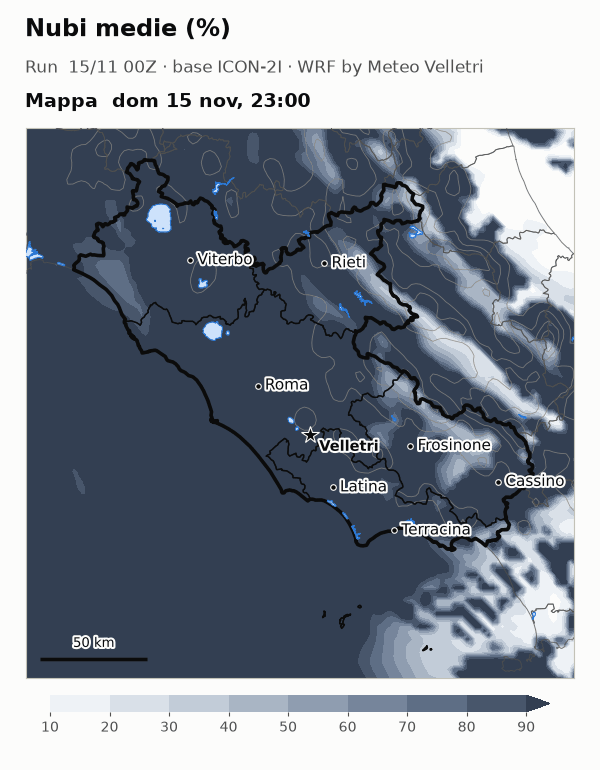 Nubi medie (%)
Run  15/11 00Z · base ICON-2I · WRF by Meteo Velletri
Mappa  dom 15 nov, 23:00
Viterbo
Rieti
Roma
Velletri
Frosinone
Cassino
Latina
Terracina
50 km
10 20 30 40 50 60 70 80 90